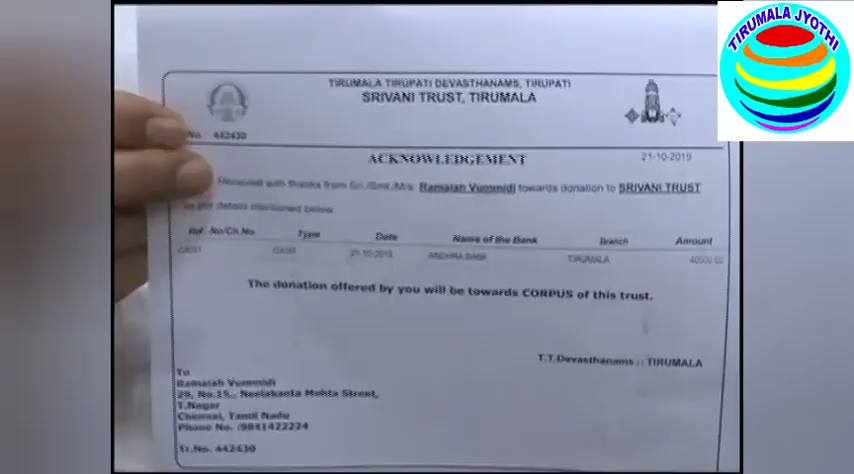 TIRUMALA JYOTHI
TIRUMALA TIRUPATI DEVASTHANAMS, TIRUPATI
SRIVANI TRUST, TIRUMALA
No. 442430
ACKNOWLEDGEMENT 21-10-2019
Received with thanks from Sri./Smt./M/s. Ramaiah Vummidi towards donation to SRIVANI TRUST
as per details mentioned below
Ref. No/Ch.No Type Date Name of the Bank Branch Amount
CASH CASH 21-10-2019 ANDHRA BANK TIRUMALA 40000.00
The donation offered by you will be towards CORPUS of this trust.
T.T.Devasthanams :: TIRUMALA
To
Ramaiah Vummidi
29, No.15,. Neelakanta Mehta Street,
T.Nagar
Chennai, Tamil Nadu
Phone No. :9841422224
Tr.No. 442430